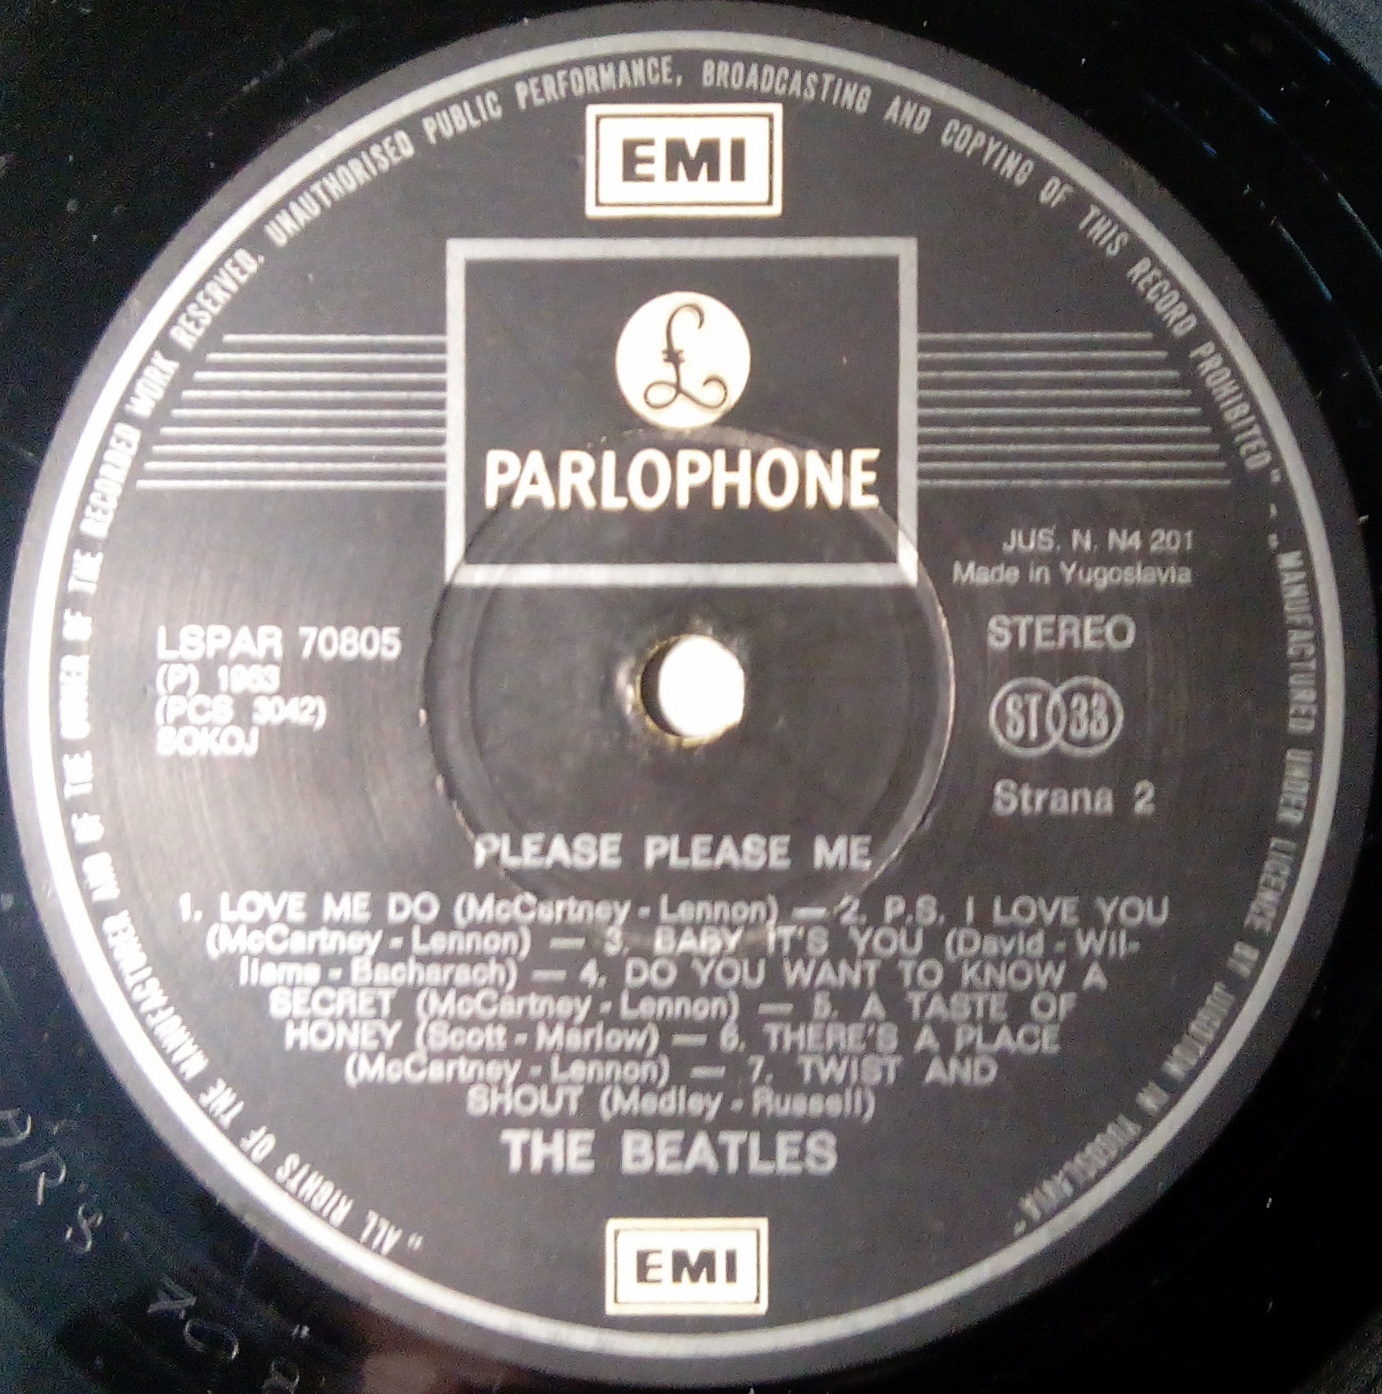 „ALL RIGHTS OF THE MANUFACTURER AND OF THE OWNER OF THE RECORDED WORK RESERVED. UNAUTHORISED PUBLIC PERFORMANCE, BROADCASTING AND COPYING OF THIS RECORD PROHIBITED” - „MANUFACTURED UNDER LICENCE BY JUGOTON IN YUGOSLAVIA”
EMI
£
PARLOPHONE
JUS. N. N4 201
Made in Yugoslavia
LSPAR 70805
(P) 1963
(PCS 3042)
SOKOJ
STEREO
ST 33
Strana 2
PLEASE PLEASE ME
1. LOVE ME DO (McCartney - Lennon) — 2. P.S. I LOVE YOU
(McCartney - Lennon) — 3. BABY IT'S YOU (David - Wil-
liams - Bacharach) — 4. DO YOU WANT TO KNOW A
SECRET (McCartney - Lennon) — 5. A TASTE OF
HONEY (Scott - Marlow) — 6. THERE'S A PLACE
(McCartney - Lennon) — 7. TWIST AND
SHOUT (Medley - Russell)
THE BEATLES
EMI